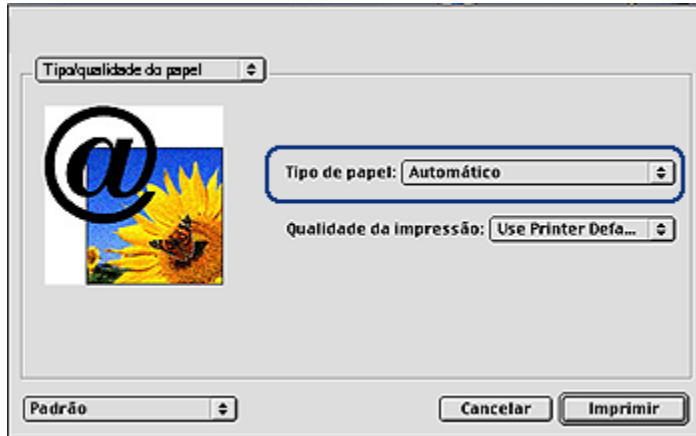 Tipo/qualidade do papel
@
Tipo de papel: Automático
Qualidade da impressão: Use Printer Defa...
Padrão
Cancelar Imprimir